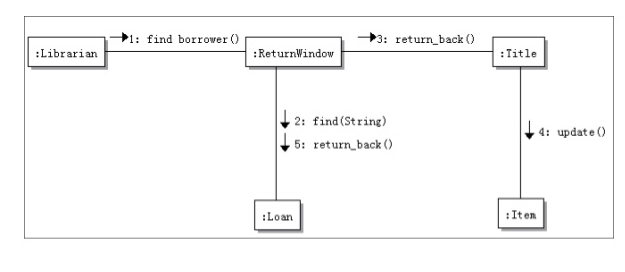 :Librarian
1: find borrower()
:ReturnWindow
3: return_back()
:Title
2: find(String)
5: return_back()
4: update()
:Loan
:Item